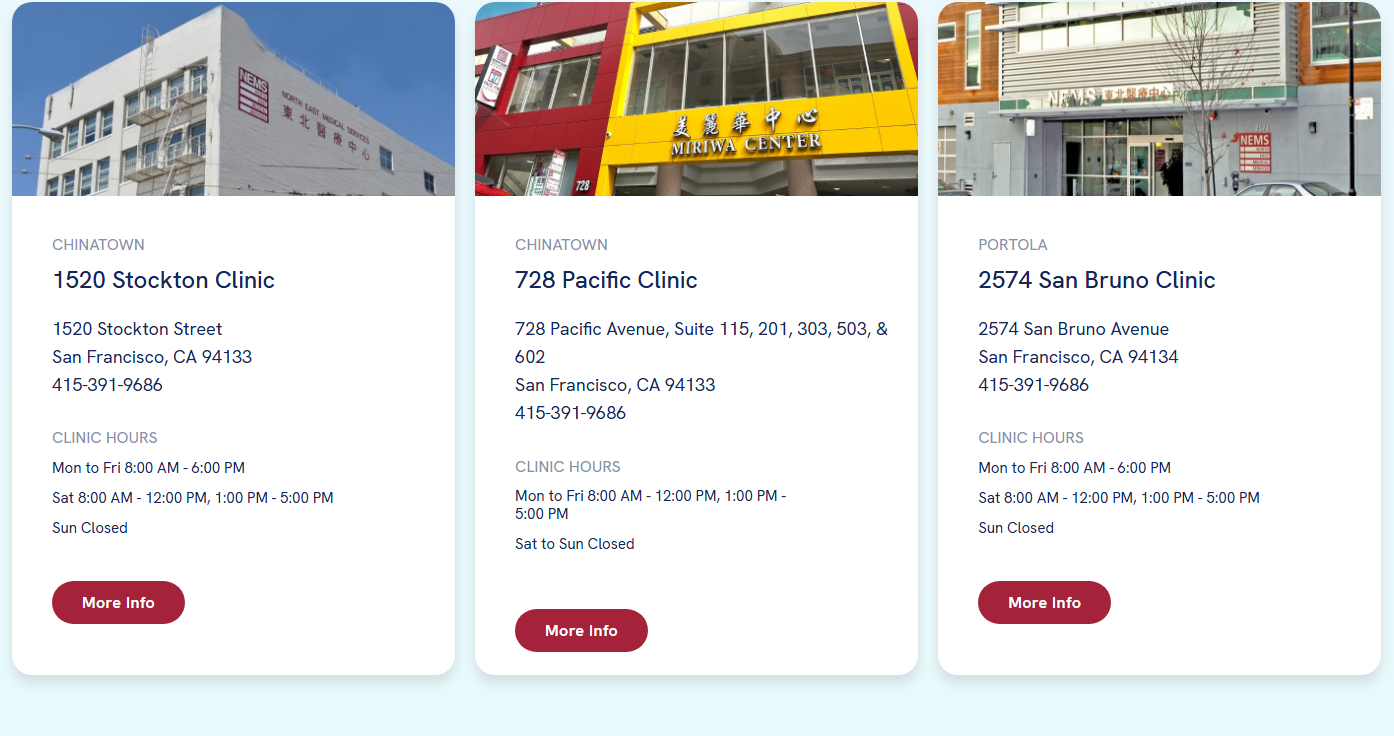 NEMS
NORTH EAST MEDICAL SERVICES
東北醫療中心
美麗華中心
MIRIWA CENTER
728
NEMS 東北醫療中心
2574
NEMS
NORTH
EAST
MEDICAL
SERVICES
CHINATOWN
1520 Stockton Clinic
1520 Stockton Street
San Francisco, CA 94133
415-391-9686
CLINIC HOURS
Mon to Fri 8:00 AM - 6:00 PM
Sat 8:00 AM - 12:00 PM, 1:00 PM - 5:00 PM
Sun Closed
More Info
CHINATOWN
728 Pacific Clinic
728 Pacific Avenue, Suite 115, 201, 303, 503, &
602
San Francisco, CA 94133
415-391-9686
CLINIC HOURS
Mon to Fri 8:00 AM - 12:00 PM, 1:00 PM -
5:00 PM
Sat to Sun Closed
More Info
PORTOLA
2574 San Bruno Clinic
2574 San Bruno Avenue
San Francisco, CA 94134
415-391-9686
CLINIC HOURS
Mon to Fri 8:00 AM - 6:00 PM
Sat 8:00 AM - 12:00 PM, 1:00 PM - 5:00 PM
Sun Closed
More Info